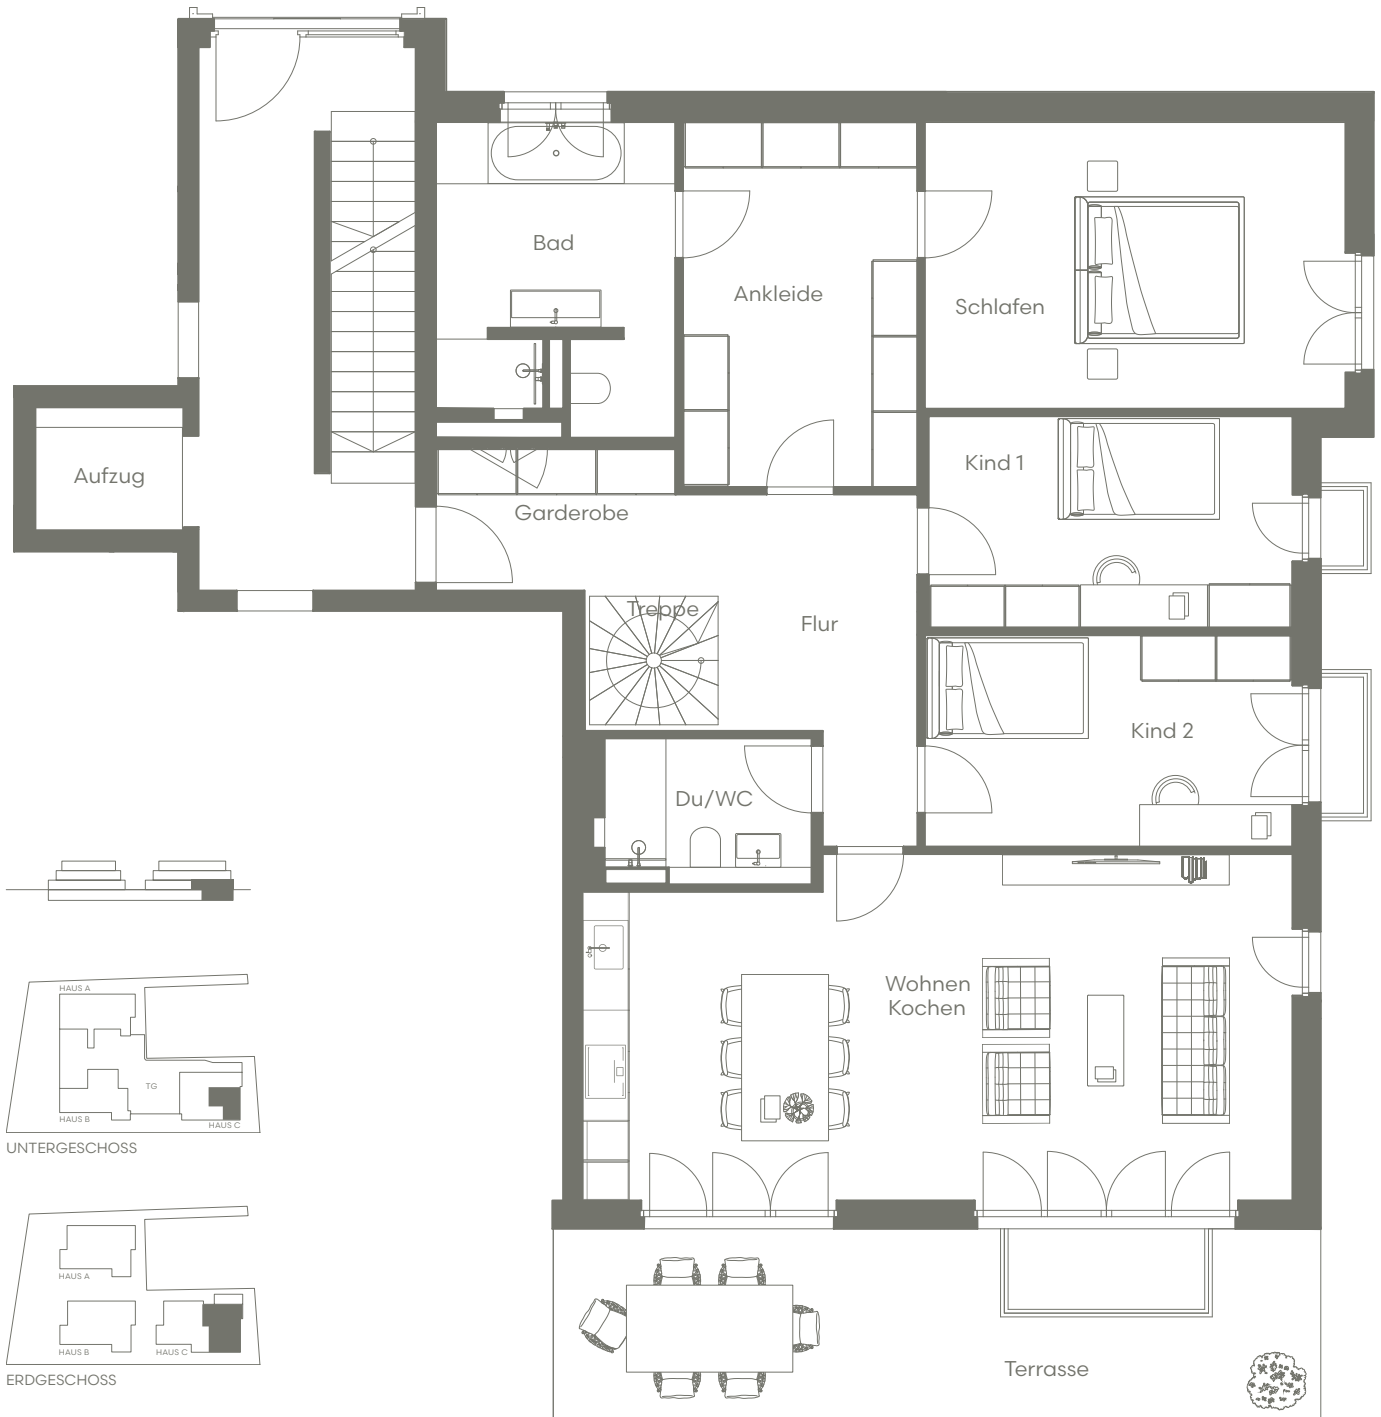 Bad
Ankleide
Schlafen
Aufzug
Kind 1
Garderobe
Treppe
Flur
Kind 2
Du/WC
Wohnen
Kochen
Terrasse
HAUS A
TG
HAUS B
HAUS C
UNTERGESCHOSS
HAUS A
HAUS B
HAUS C
ERDGESCHOSS